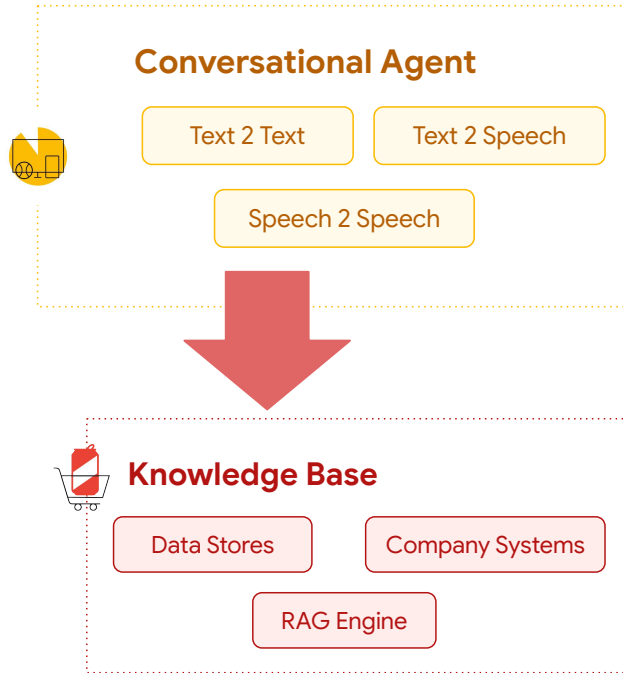 Conversational Agent
Text 2 Text
Text 2 Speech
Speech 2 Speech
Knowledge Base
Data Stores
Company Systems
RAG Engine